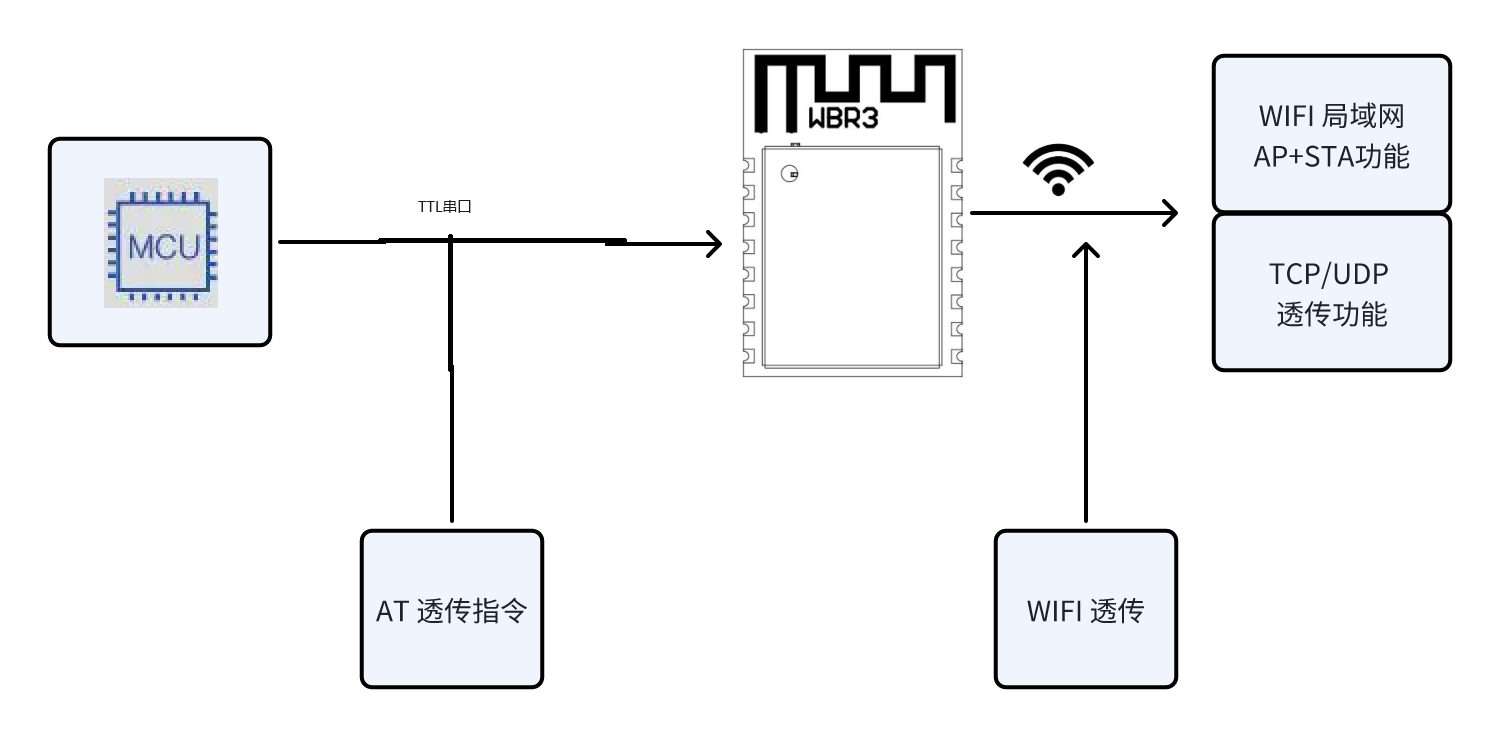 MCU
TTL串口
WBR3
WIFI 局域网
AP+STA功能
TCP/UDP
透传功能
AT 透传指令
WIFI 透传